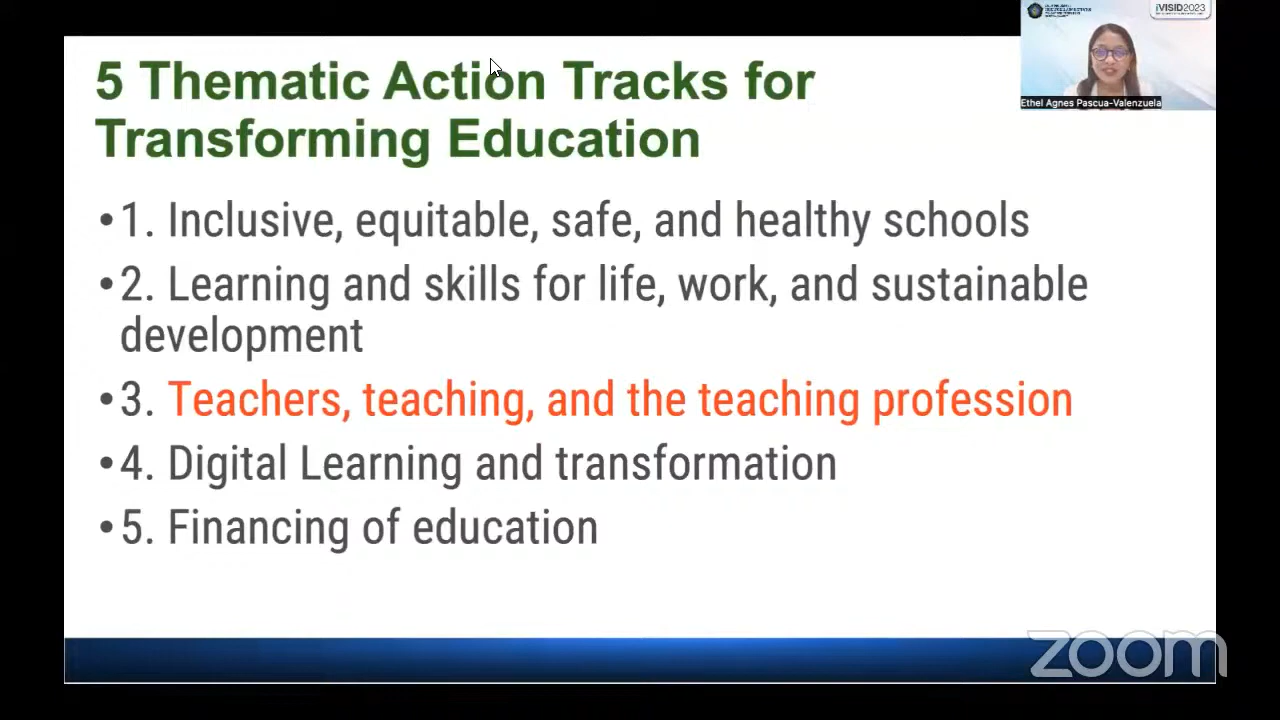 iVISID2023
Ethel Agnes Pascua-Valenzuela
5 Thematic Action Tracks for
Transforming Education
•1. Inclusive, equitable, safe, and healthy schools
•2. Learning and skills for life, work, and sustainable
development
•3. Teachers, teaching, and the teaching profession
•4. Digital Learning and transformation
•5. Financing of education
zoom